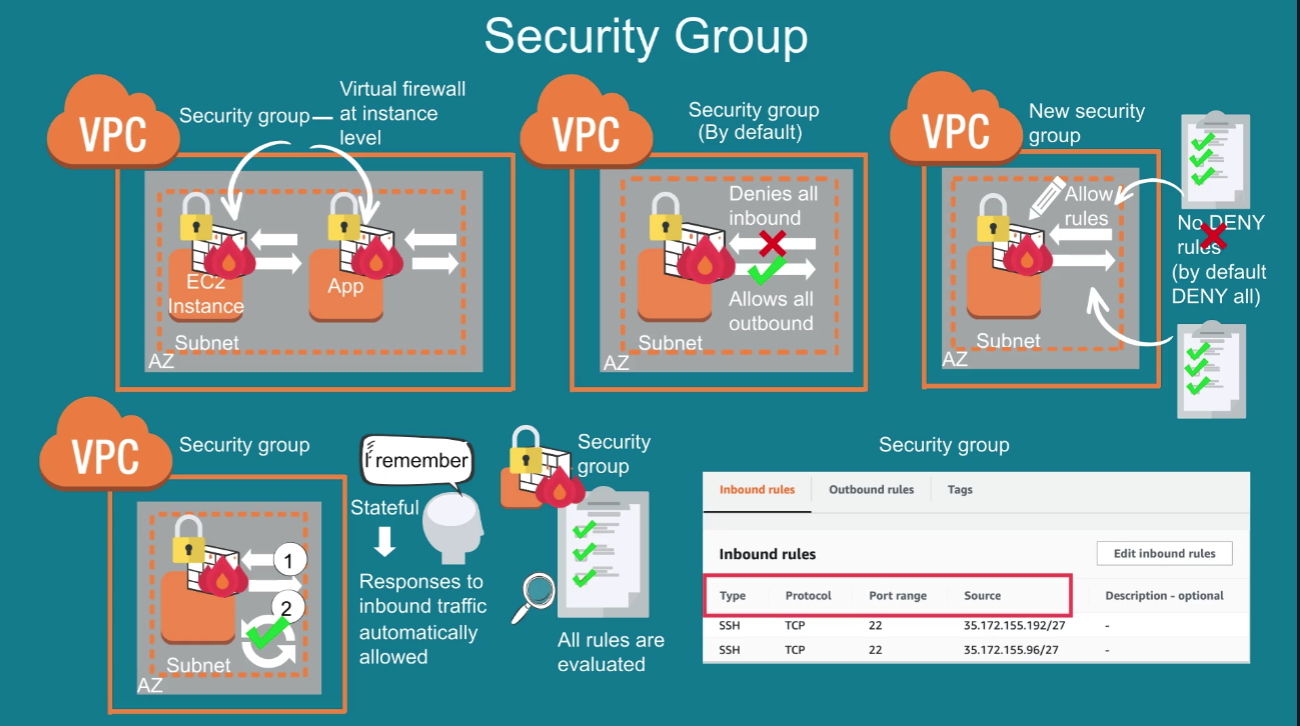 Security Group
VPC
Security group
Virtual firewall
at instance
level
EC2
Instance
App
Subnet
AZ
VPC
Security group
(By default)
Denies all
inbound
Allows all
outbound
Subnet
AZ
VPC
New security
group
Allow
rules
No DENY
rules
(by default
DENY all)
Subnet
AZ
VPC
Security group
1
2
Subnet
AZ
I remember
Stateful
Responses to
inbound traffic
automatically
allowed
Security
group
All rules are
evaluated
Security group
Inbound rules Outbound rules Tags
Inbound rules Edit inbound rules
Type Protocol Port range Source Description - optional
SSH TCP 22 35.172.155.192/27 -
SSH TCP 22 35.172.155.96/27 -